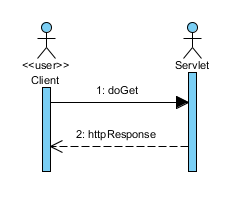 <<user>>
Client
Servlet
1: doGet
2: httpResponse